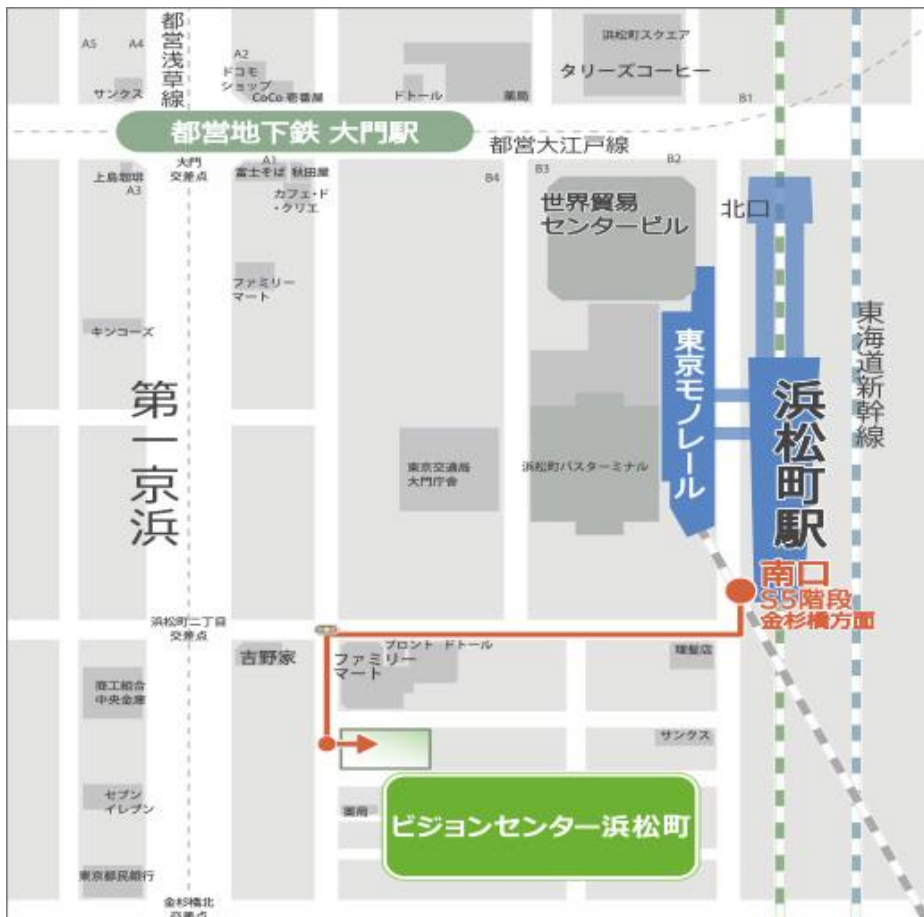 都営浅草線
A5
A4
A2
サンクス
ドコモ
ショップ
CoCo 壱番屋
ドトール
薬局
浜松町スクエア
タリーズコーヒー
B1
都営地下鉄 大門駅
都営大江戸線
大門
交差点
上島珈琲
A3
A1
富士そば
秋田屋
カフェ・ド
・クリエ
B4
B3
B2
世界貿易
センタービル
北口
ファミリー
マート
キンコーズ
東京モノレール
東海道新幹線
第一京浜
浜松町駅
東京交通局
大門庁舎
浜松町バスターミナル
南口
S5階段
金杉橋方面
浜松町二丁目
交差点
吉野家
ファミリー
マート
プロント
ドトール
理髪店
商工組合
中央金庫
サンクス
セブン
イレブン
薬局
ビジョンセンター浜松町
東京都民銀行
金杉橋北
交差点